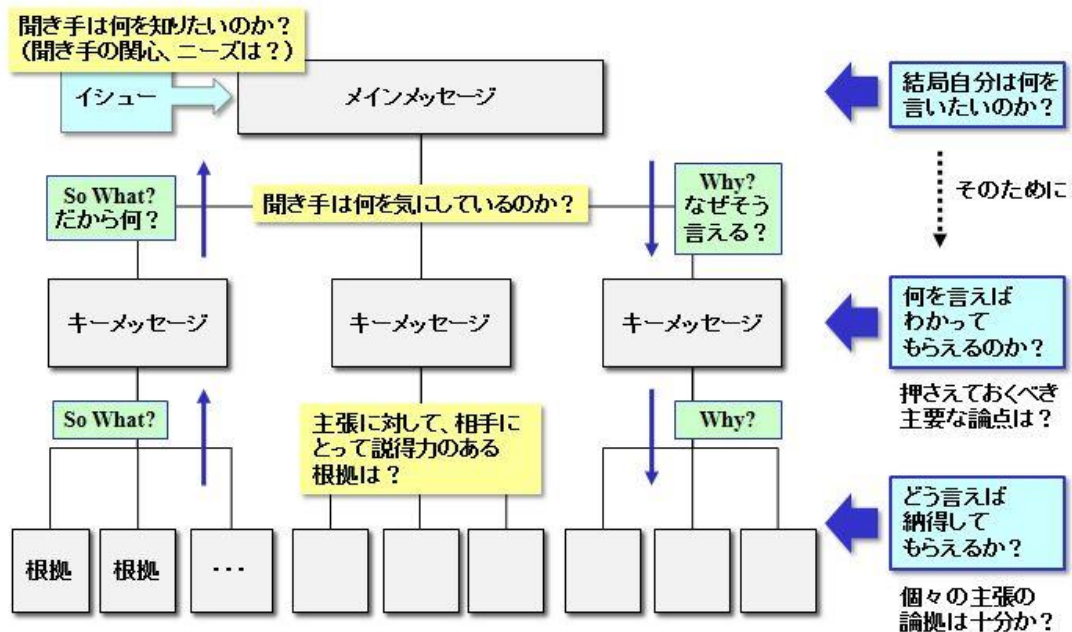 聞き手は何を知りたいのか？
（聞き手の関心、ニーズは？）
イシュー
メインメッセージ
結局自分は何を
言いたいのか？
そのために
So What?
だから何？
聞き手は何を気にしているのか？
Why?
なぜそう
言える？
キーメッセージ
キーメッセージ
キーメッセージ
何を言えば
わかって
もらえるのか？
押さえておくべき
主要な論点は？
So What?
主張に対して、相手に
とって説得力のある
根拠は？
Why?
どう言えば
納得して
もらえるか？
根拠
根拠
・・・
個々の主張の
論拠は十分か？